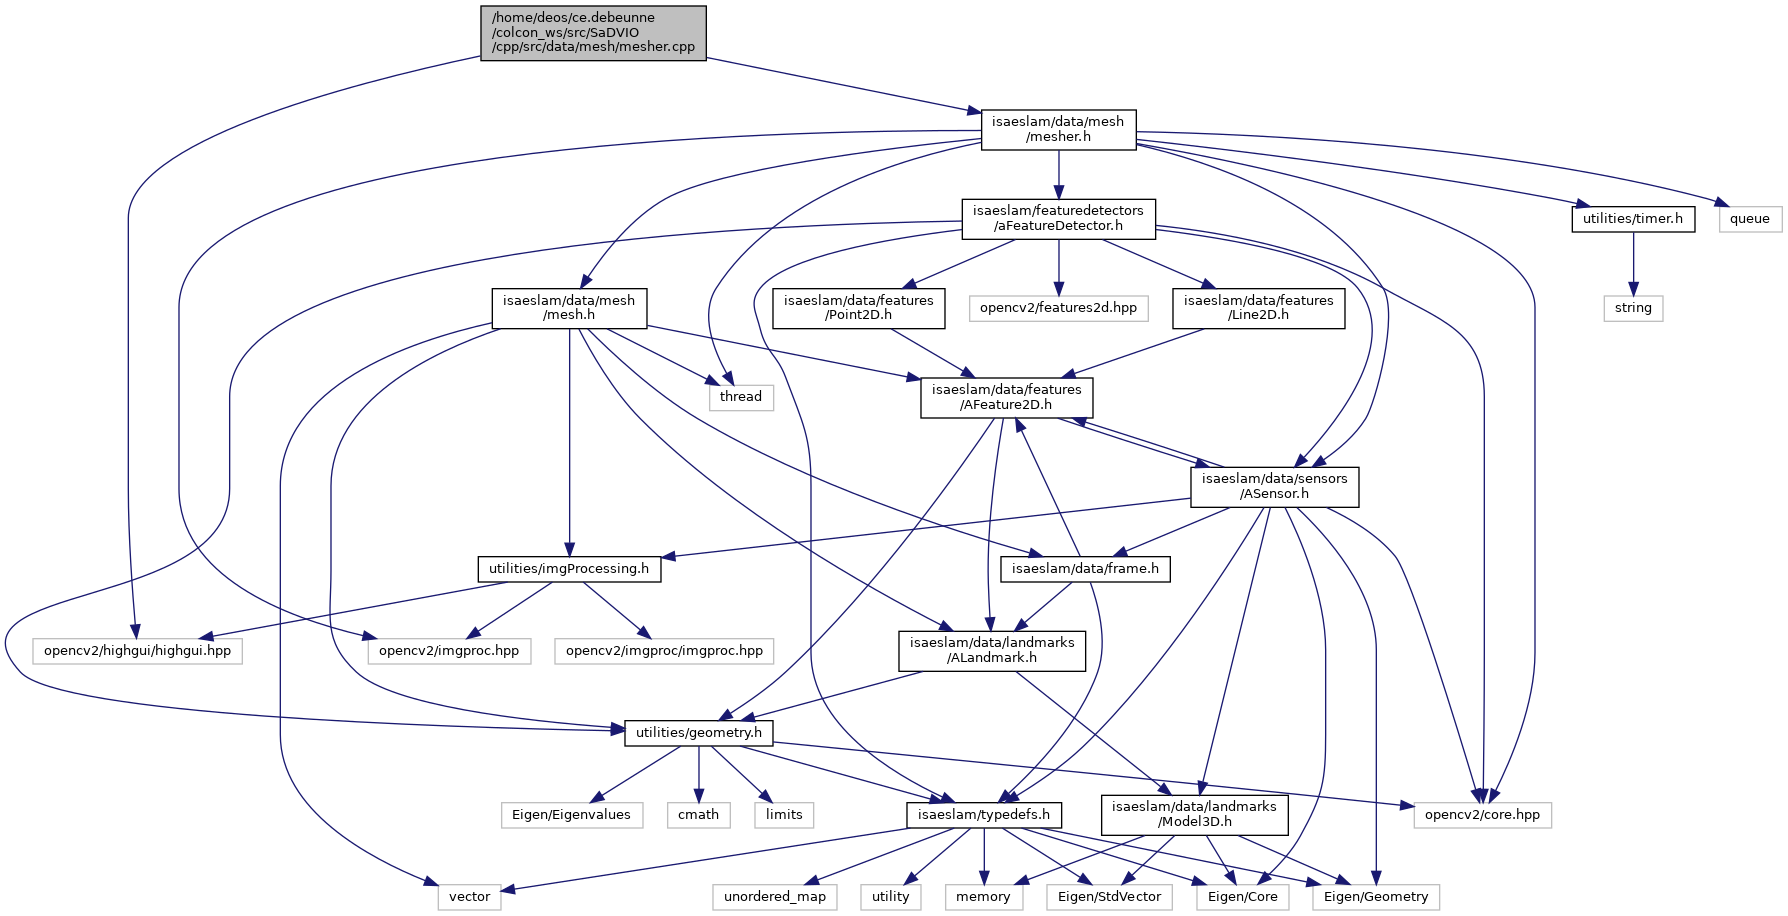 /home/deos/ce.debeunne
/colcon_ws/src/SaDVIO
/cpp/src/data/mesh/mesher.cpp
isaeslam/data/mesh
/mesher.h
isaeslam/featuredetectors
/aFeatureDetector.h
utilities/timer.h
queue
isaeslam/data/mesh
/mesh.h
isaeslam/data/features
/Point2D.h
opencv2/features2d.hpp
isaeslam/data/features
/Line2D.h
string
thread
isaeslam/data/features
/AFeature2D.h
isaeslam/data/sensors
/ASensor.h
utilities/imgProcessing.h
isaeslam/data/frame.h
opencv2/highgui/highgui.hpp
opencv2/imgproc.hpp
opencv2/imgproc/imgproc.hpp
isaeslam/data/landmarks
/ALandmark.h
utilities/geometry.h
Eigen/Eigenvalues
cmath
limits
isaeslam/typedefs.h
isaeslam/data/landmarks
/Model3D.h
opencv2/core.hpp
vector
unordered_map
utility
memory
Eigen/StdVector
Eigen/Core
Eigen/Geometry